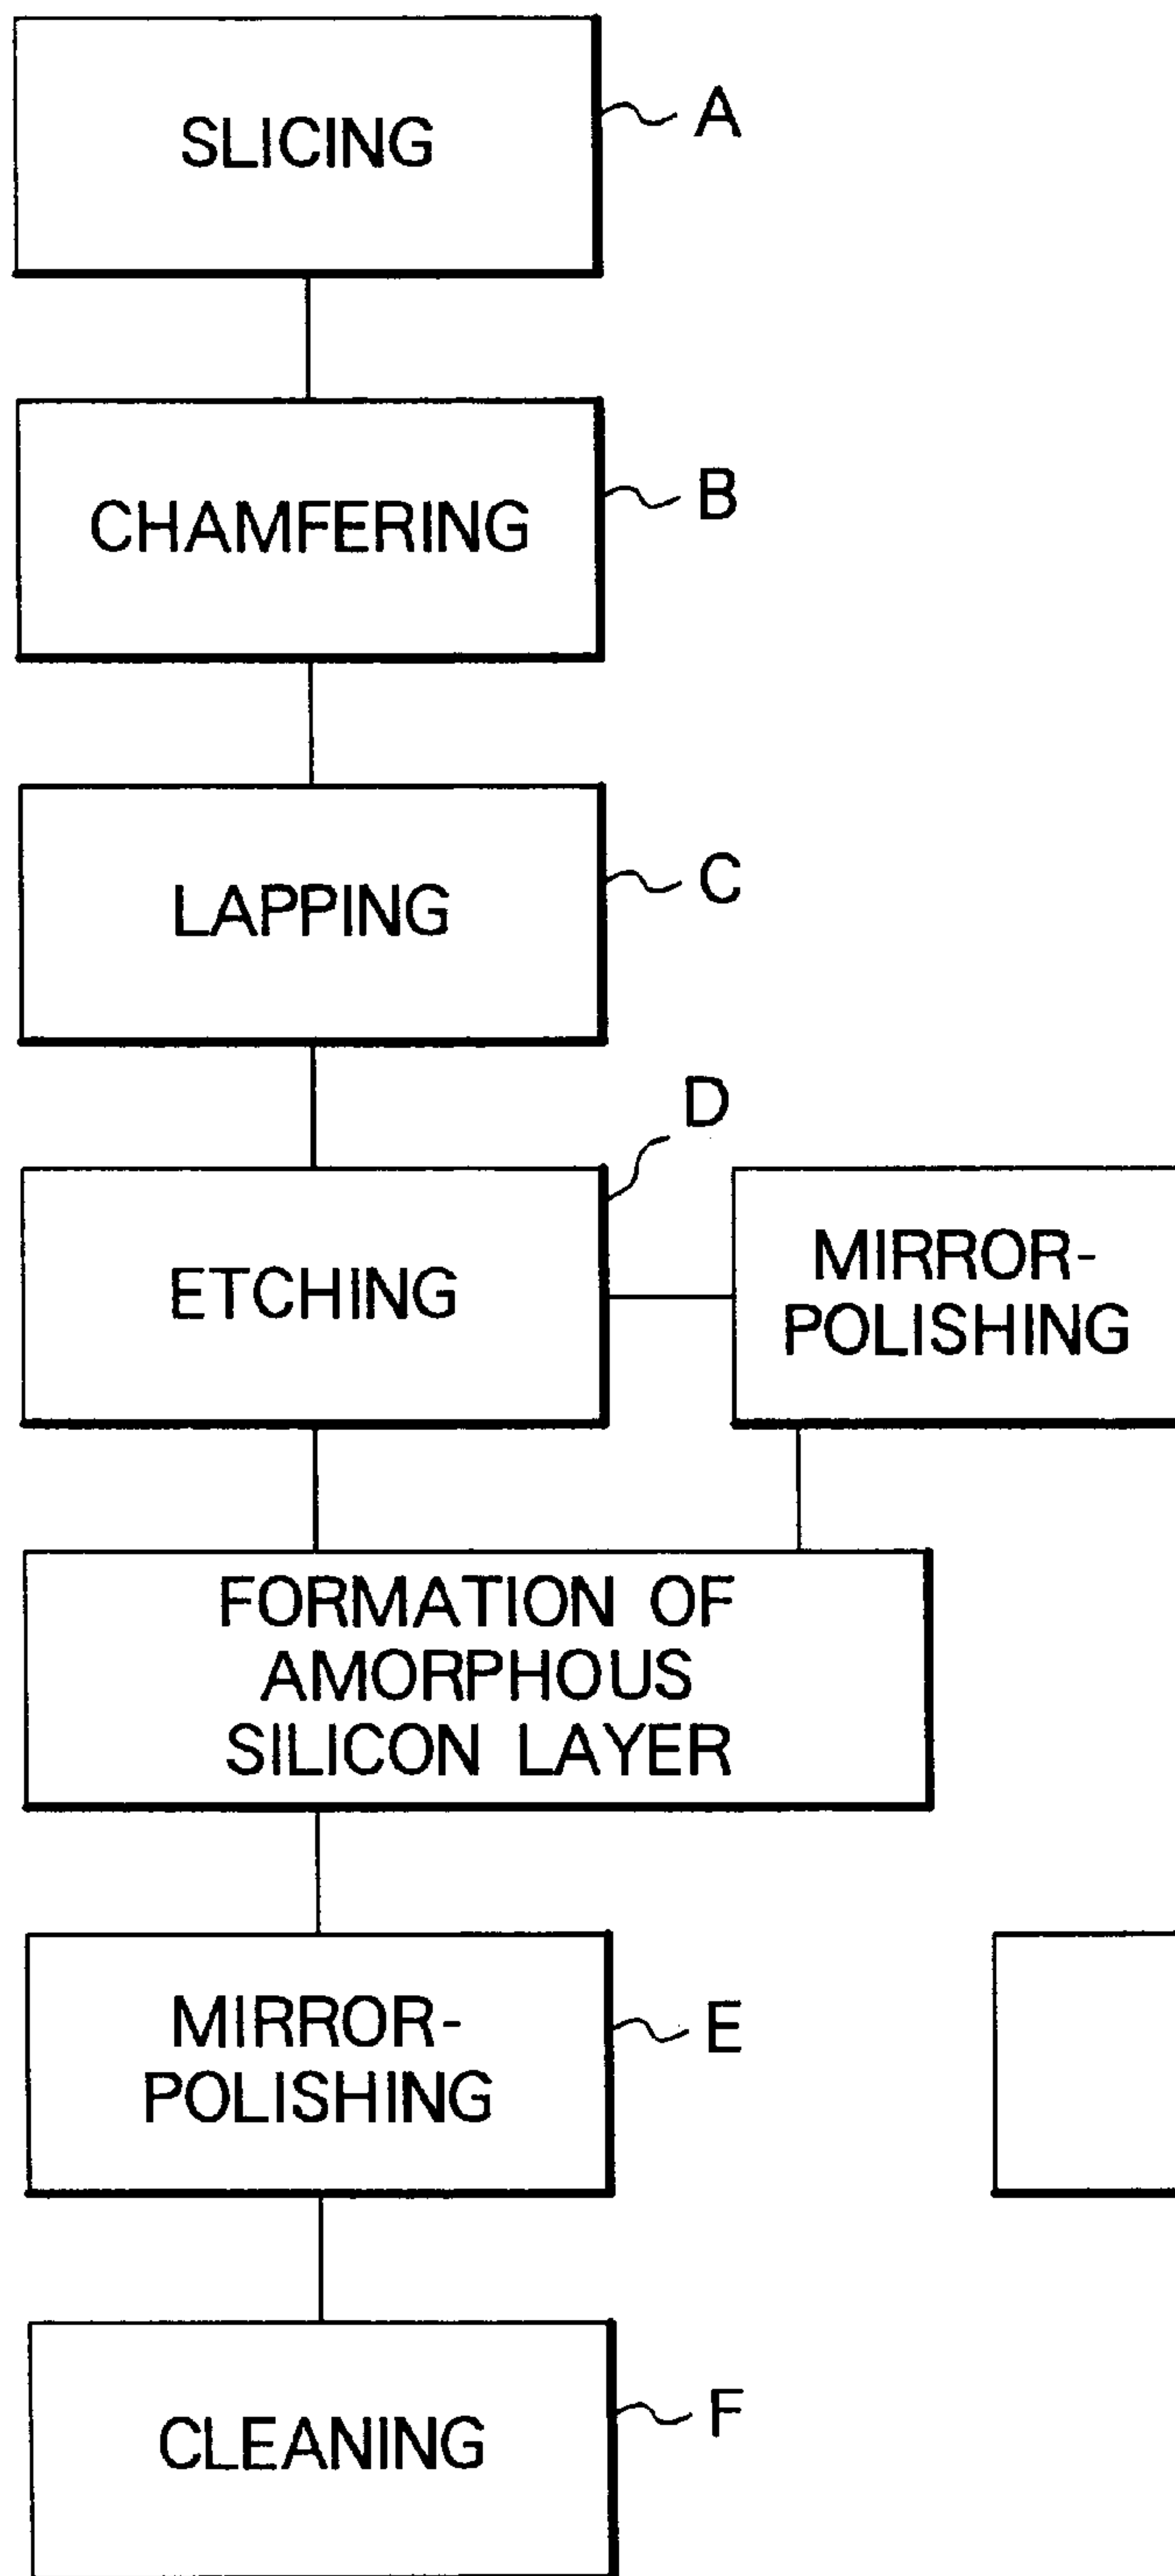 SLICING
A
CHAMFERING
B
LAPPING
C
D
ETCHING
MIRROR-
POLISHING
FORMATION OF
AMORPHOUS
SILICON LAYER
MIRROR-
POLISHING
E
CLEANING
F